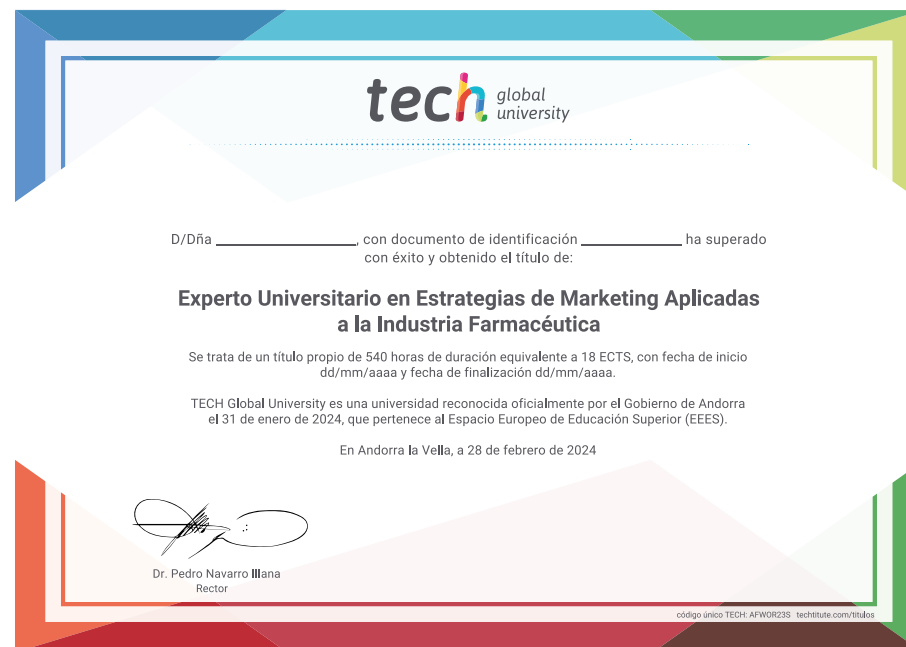 tech global university
D/Dña ________________, con documento de identificación ____________ ha superado
con éxito y obtenido el título de:
Experto Universitario en Estrategias de Marketing Aplicadas
a la Industria Farmacéutica
Se trata de un título propio de 540 horas de duración equivalente a 18 ECTS, con fecha de inicio
dd/mm/aaaa y fecha de finalización dd/mm/aaaa.
TECH Global University es una universidad reconocida oficialmente por el Gobierno de Andorra
el 31 de enero de 2024, que pertenece al Espacio Europeo de Educación Superior (EEES).
En Andorra la Vella, a 28 de febrero de 2024
Dr. Pedro Navarro Illana
Rector
código único TECH: AFWOR23S techtitute.com/titulos